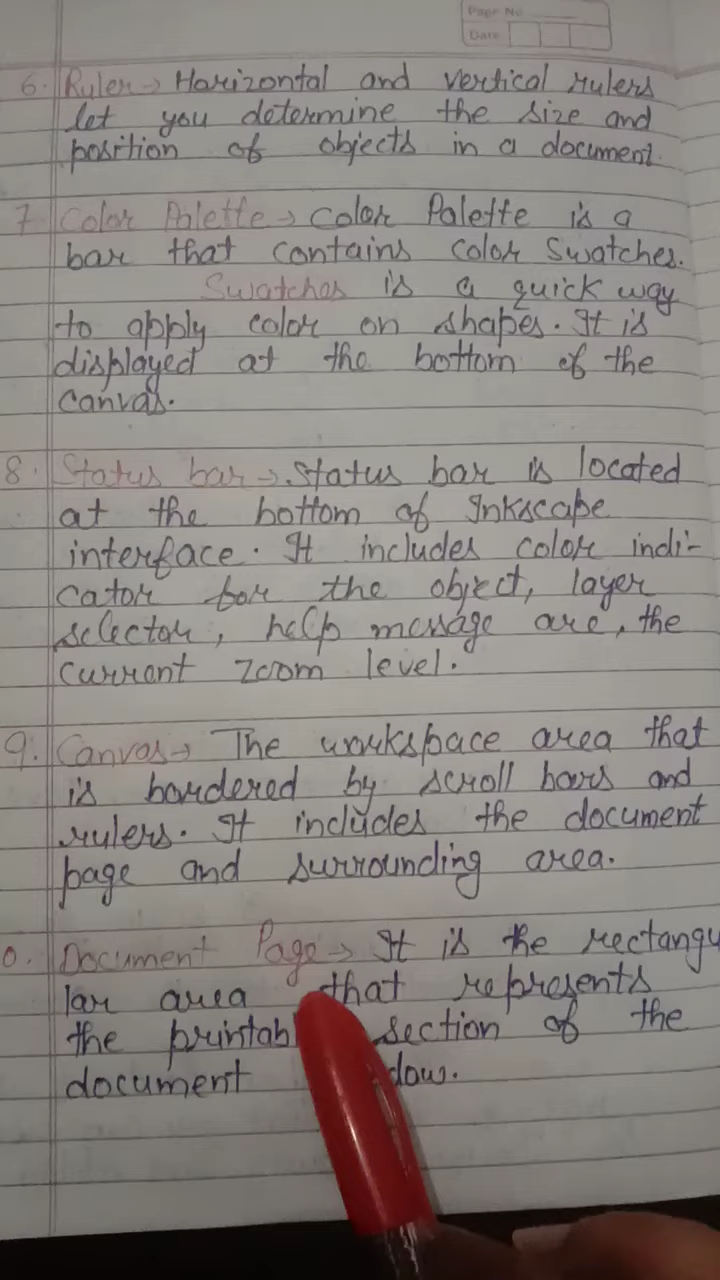 Page No
Date
6. Ruler → Horizontal and vertical rulers
let you determine the size and
position of objects in a document.
7. Color Palette → Color Palette is a
bar that contains color Swatches.
Swatches is a quick way
to apply color on shapes. It is
displayed at the bottom of the
canvas.
8. Status bar → Status bar is located
at the bottom of Inkscape
interface. It includes color indi-
cator for the object, layer
selector, help message are, the
current zoom level.
9. Canvas → The workspace area that
is bordered by scroll bars and
rulers. It includes the document
page and surrounding area.
0. Document Page → It is the rectangu
lar area that represents
the section of the
document